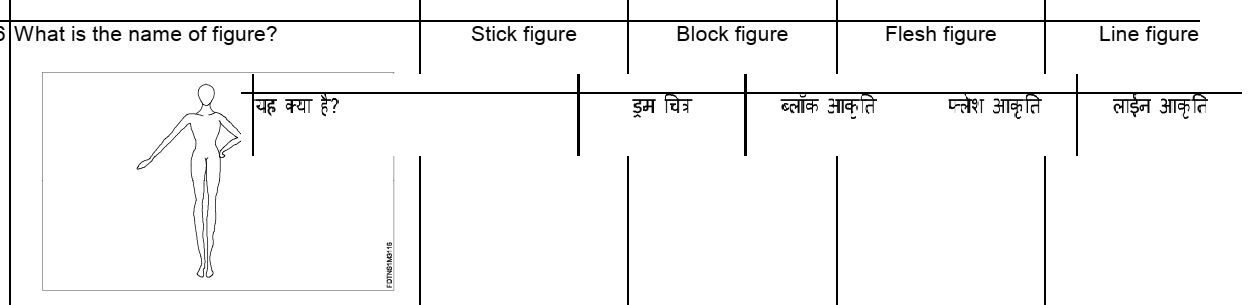 6 What is the name of figure? Stick figure Block figure Flesh figure Line figure
यह क्या है? ड्रम चित्र ब्लॉक आकृति फ्लेश आकृति लाईन आकृति
FDTNS1M3116